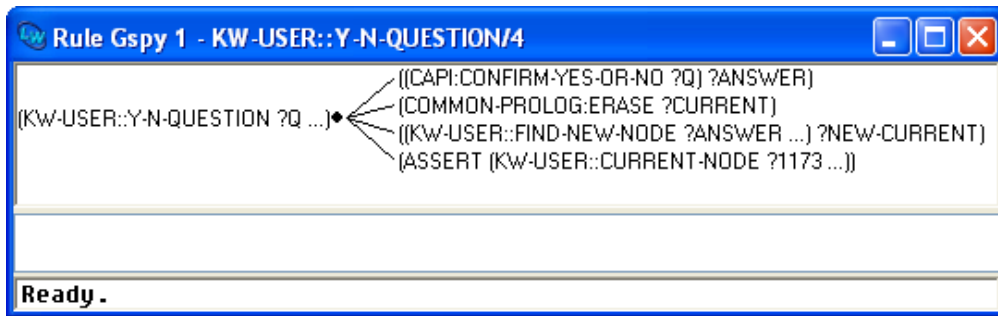 Rule Gspy 1 - KW-USER::Y-N-QUESTION/4
((CAPI:CONFIRM-YES-OR-NO ?Q) ?ANSWER)
(COMMON-PROLOG:ERASE ?CURRENT)
(KW-USER::Y-N-QUESTION ?Q ...)
((KW-USER::FIND-NEW-NODE ?ANSWER ...) ?NEW-CURRENT)
(ASSERT (KW-USER::CURRENT-NODE ?1173 ...))
Ready.